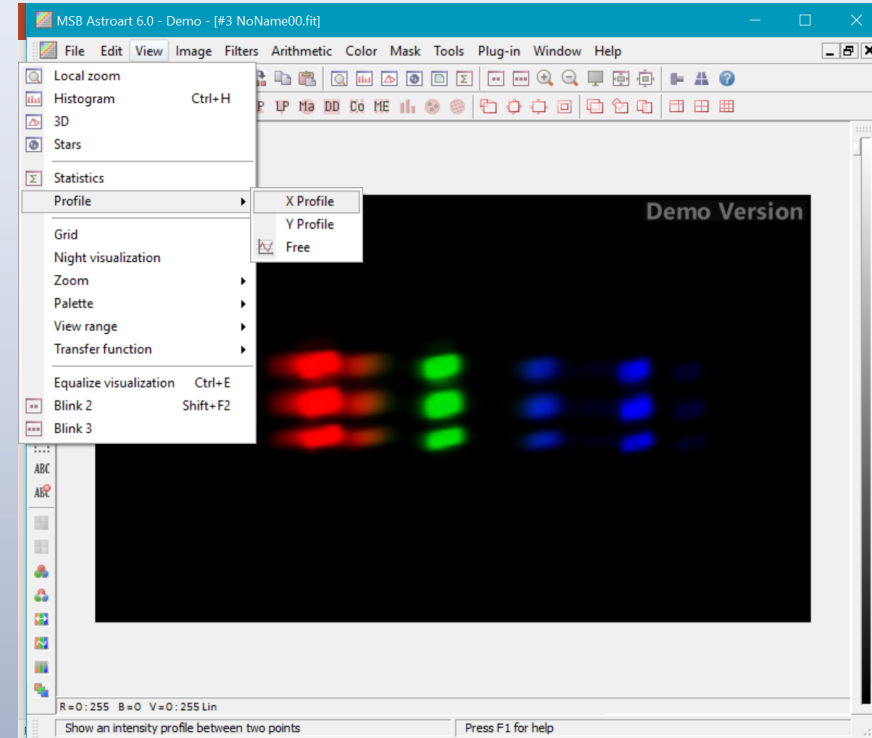 MSB Astroart 6.0 - Demo - [#3 NoName00.fit]
File Edit View Image Filters Arithmetic Color Mask Tools Plug-in Window Help
Local zoom
Histogram Ctrl+H
3D
Stars
Statistics
Profile
X Profile
Y Profile
Free
Grid
Night visualization
Zoom
Palette
View range
Transfer function
Equalize visualization Ctrl+E
Blink 2 Shift+F2
Blink 3
LP Ma DD Co ME
Demo Version
ABC
ABC
R=0:255 B=0 V=0:255 Lin
Show an intensity profile between two points
Press F1 for help